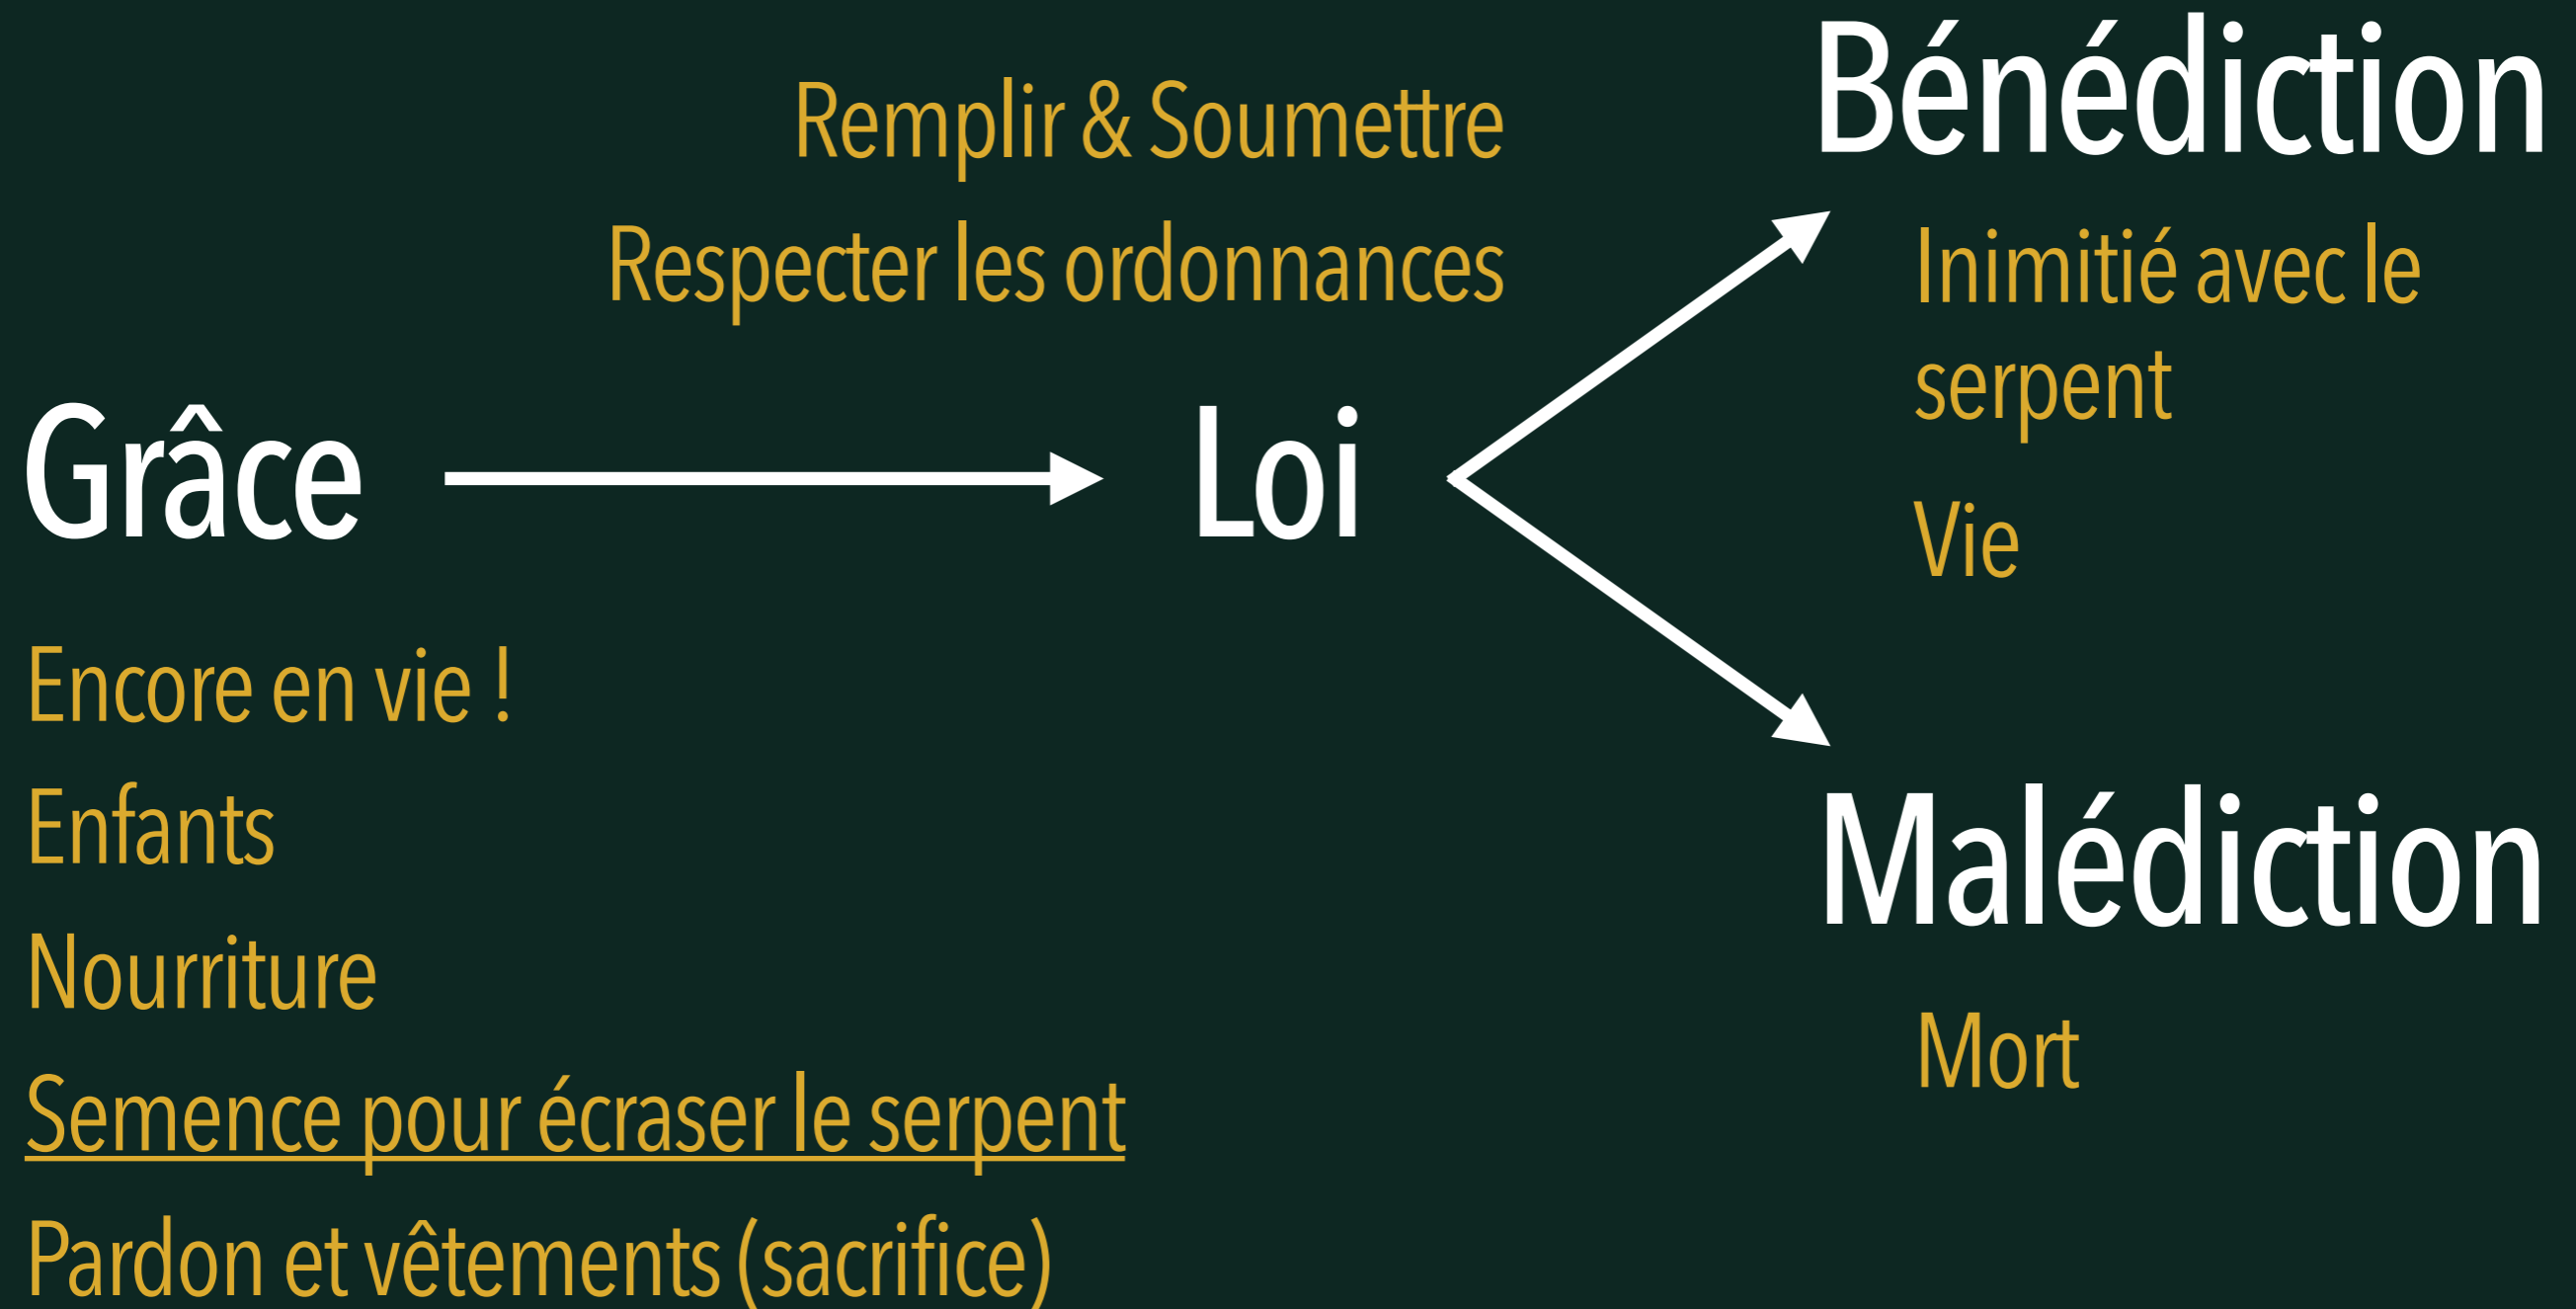 Remplir & Soumettre
Respecter les ordonnances
Grâce
Loi
Bénédiction
Inimitié avec le
serpent
Vie
Encore en vie !
Enfants
Nourriture
Semence pour écraser le serpent
Pardon et vêtements (sacrifice)
Malédiction
Mort